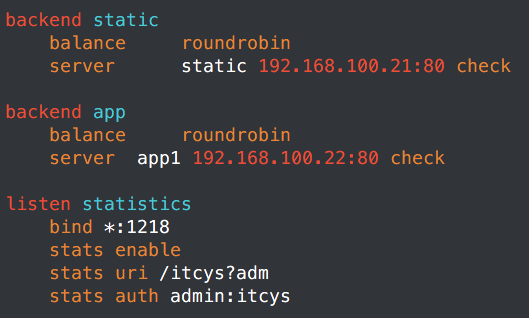 backend static
    balance     roundrobin
    server      static 192.168.100.21:80 check
backend app
    balance     roundrobin
    server  app1 192.168.100.22:80 check
listen statistics
    bind *:1218
    stats enable
    stats uri /itcys?adm
    stats auth admin:itcys